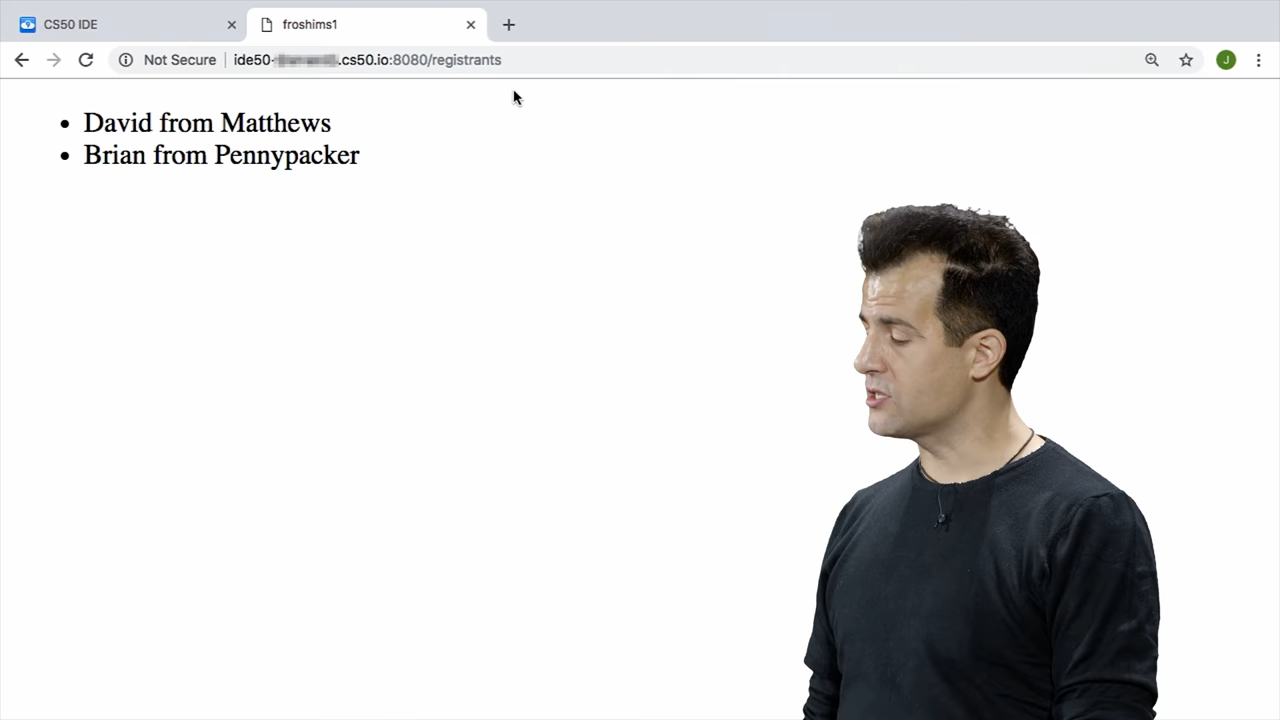 CS50 IDE
froshims1
Not Secure
ide50- .cs50.io:8080/registrants
J
David from Matthews
Brian from Pennypacker